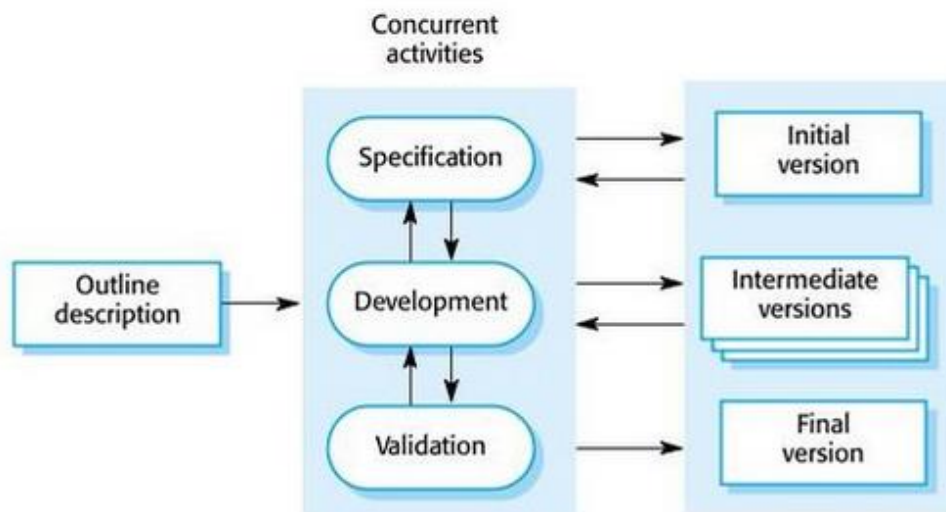 Concurrent
activities
Specification
Initial
version
Outline
description
Development
Intermediate
versions
Validation
Final
version